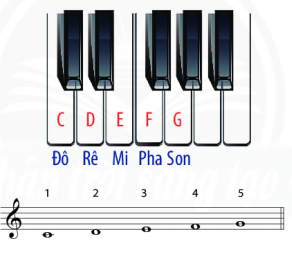 C D E F G
Đô Rê Mi Pha Son
1 2 3 4 5